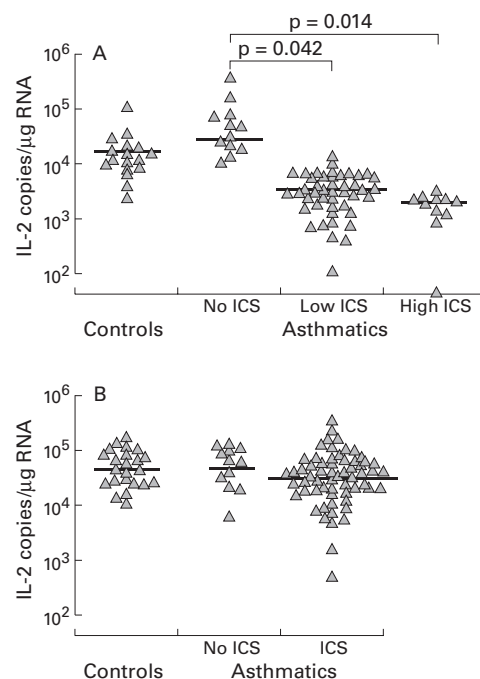 A
p = 0.014
p = 0.042
IL-2 copies/µg RNA
10⁶
10⁵
10⁴
10³
10²
No ICS Low ICS High ICS
Controls Asthmatics
B
IL-2 copies/µg RNA
10⁶
10⁵
10⁴
10³
10²
No ICS ICS
Controls Asthmatics